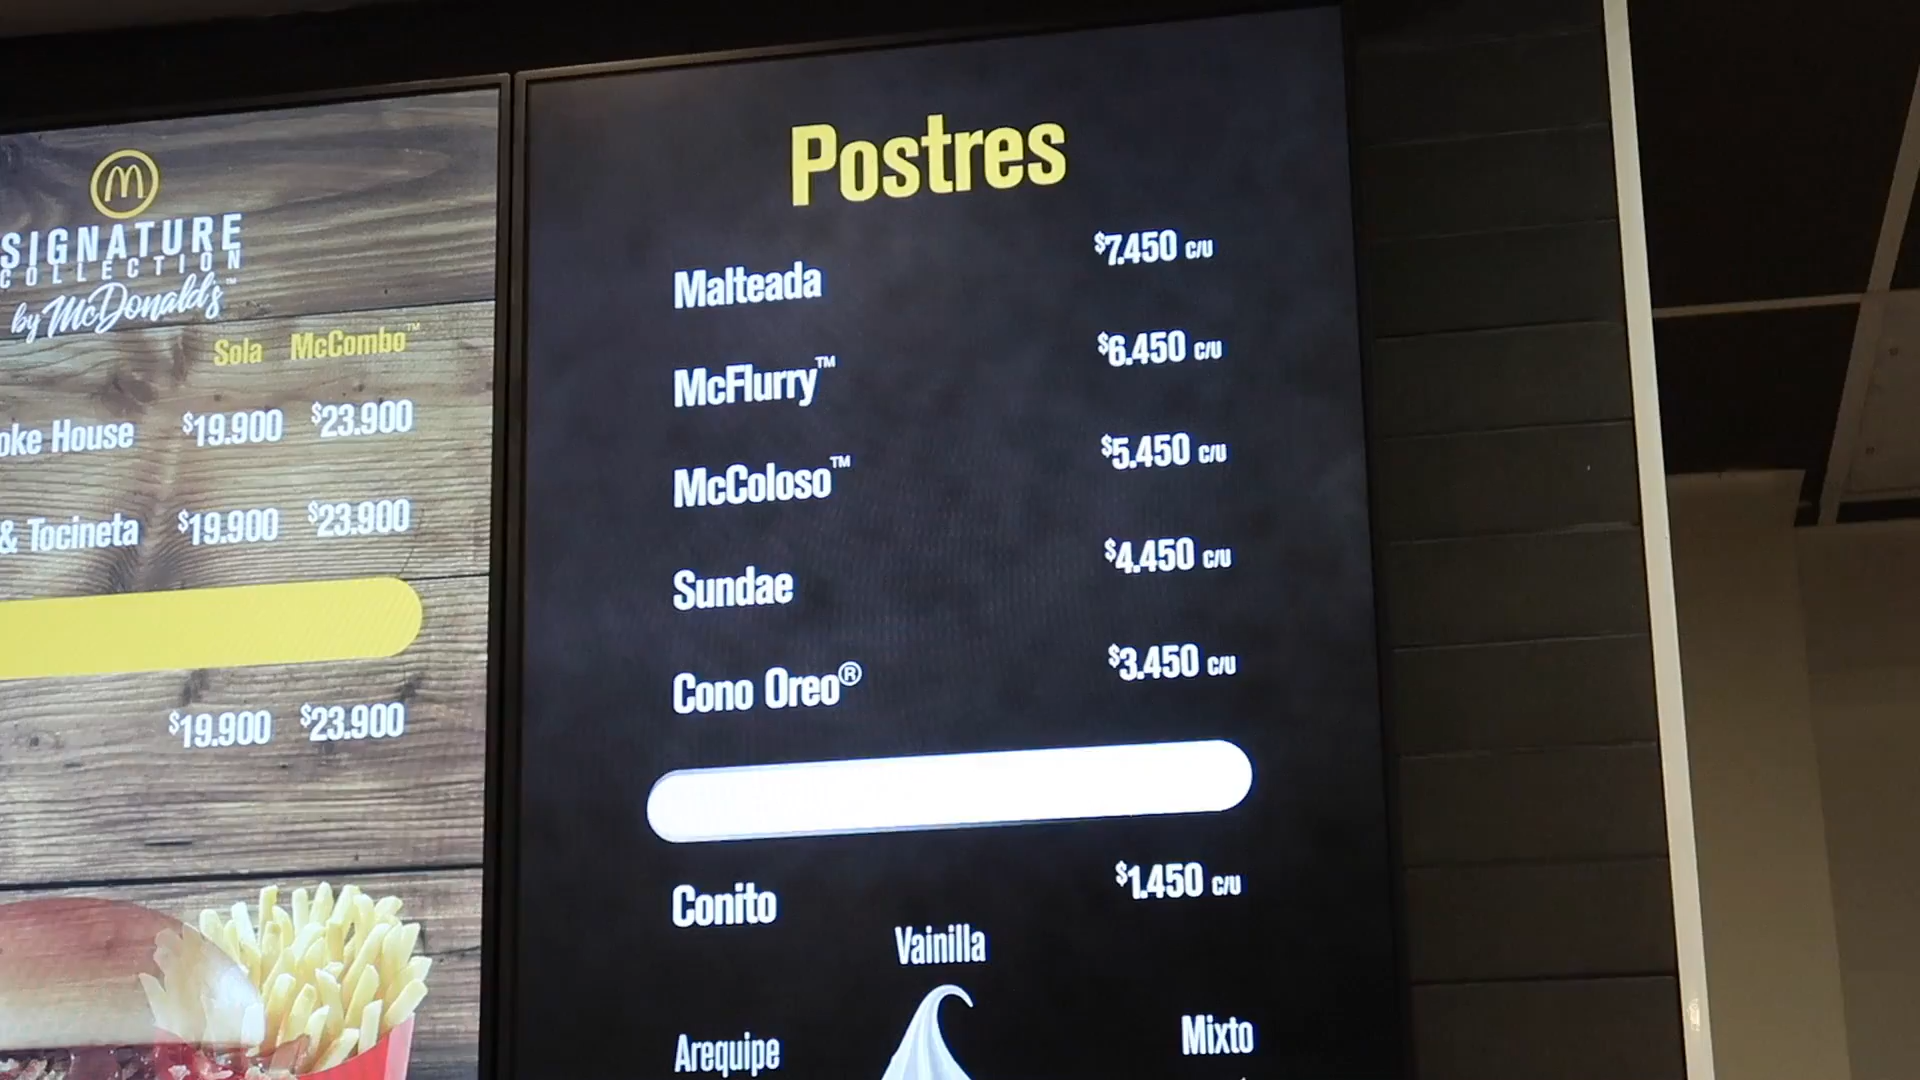 SIGNATURE
COLLECTION
by McDonald's™
Sola McCombo™
House $19.900 $23.900
& Tocineta $19.900 $23.900
$19.900 $23.900
Postres
Malteada $7.450 c/u
McFlurry™ $6.450 c/u
McColoso™ $5.450 c/u
Sundae $4.450 c/u
Cono Oreo® $3.450 c/u
Conito $1.450 c/u
Vainilla
Arequipe
Mixto